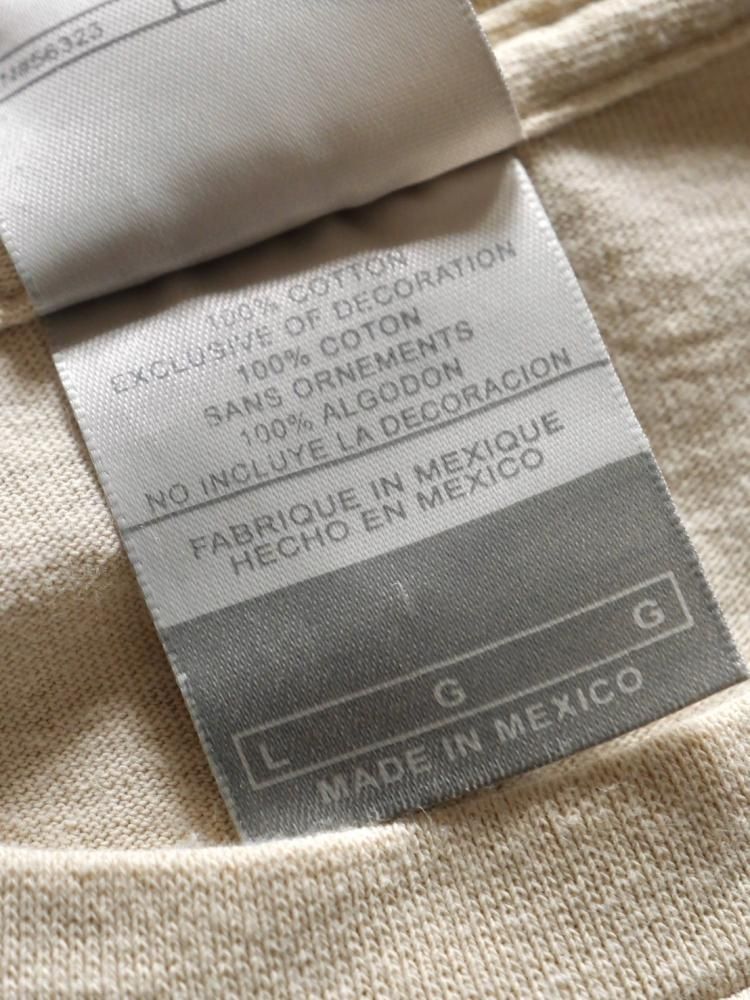 100% COTTON
EXCLUSIVE OF DECORATION
100% COTON
SANS ORNEMENTS
100% ALGODON
NO INCLUYE LA DECORACION
FABRIQUE IN MEXIQUE
HECHO EN MEXICO
L G G
MADE IN MEXICO